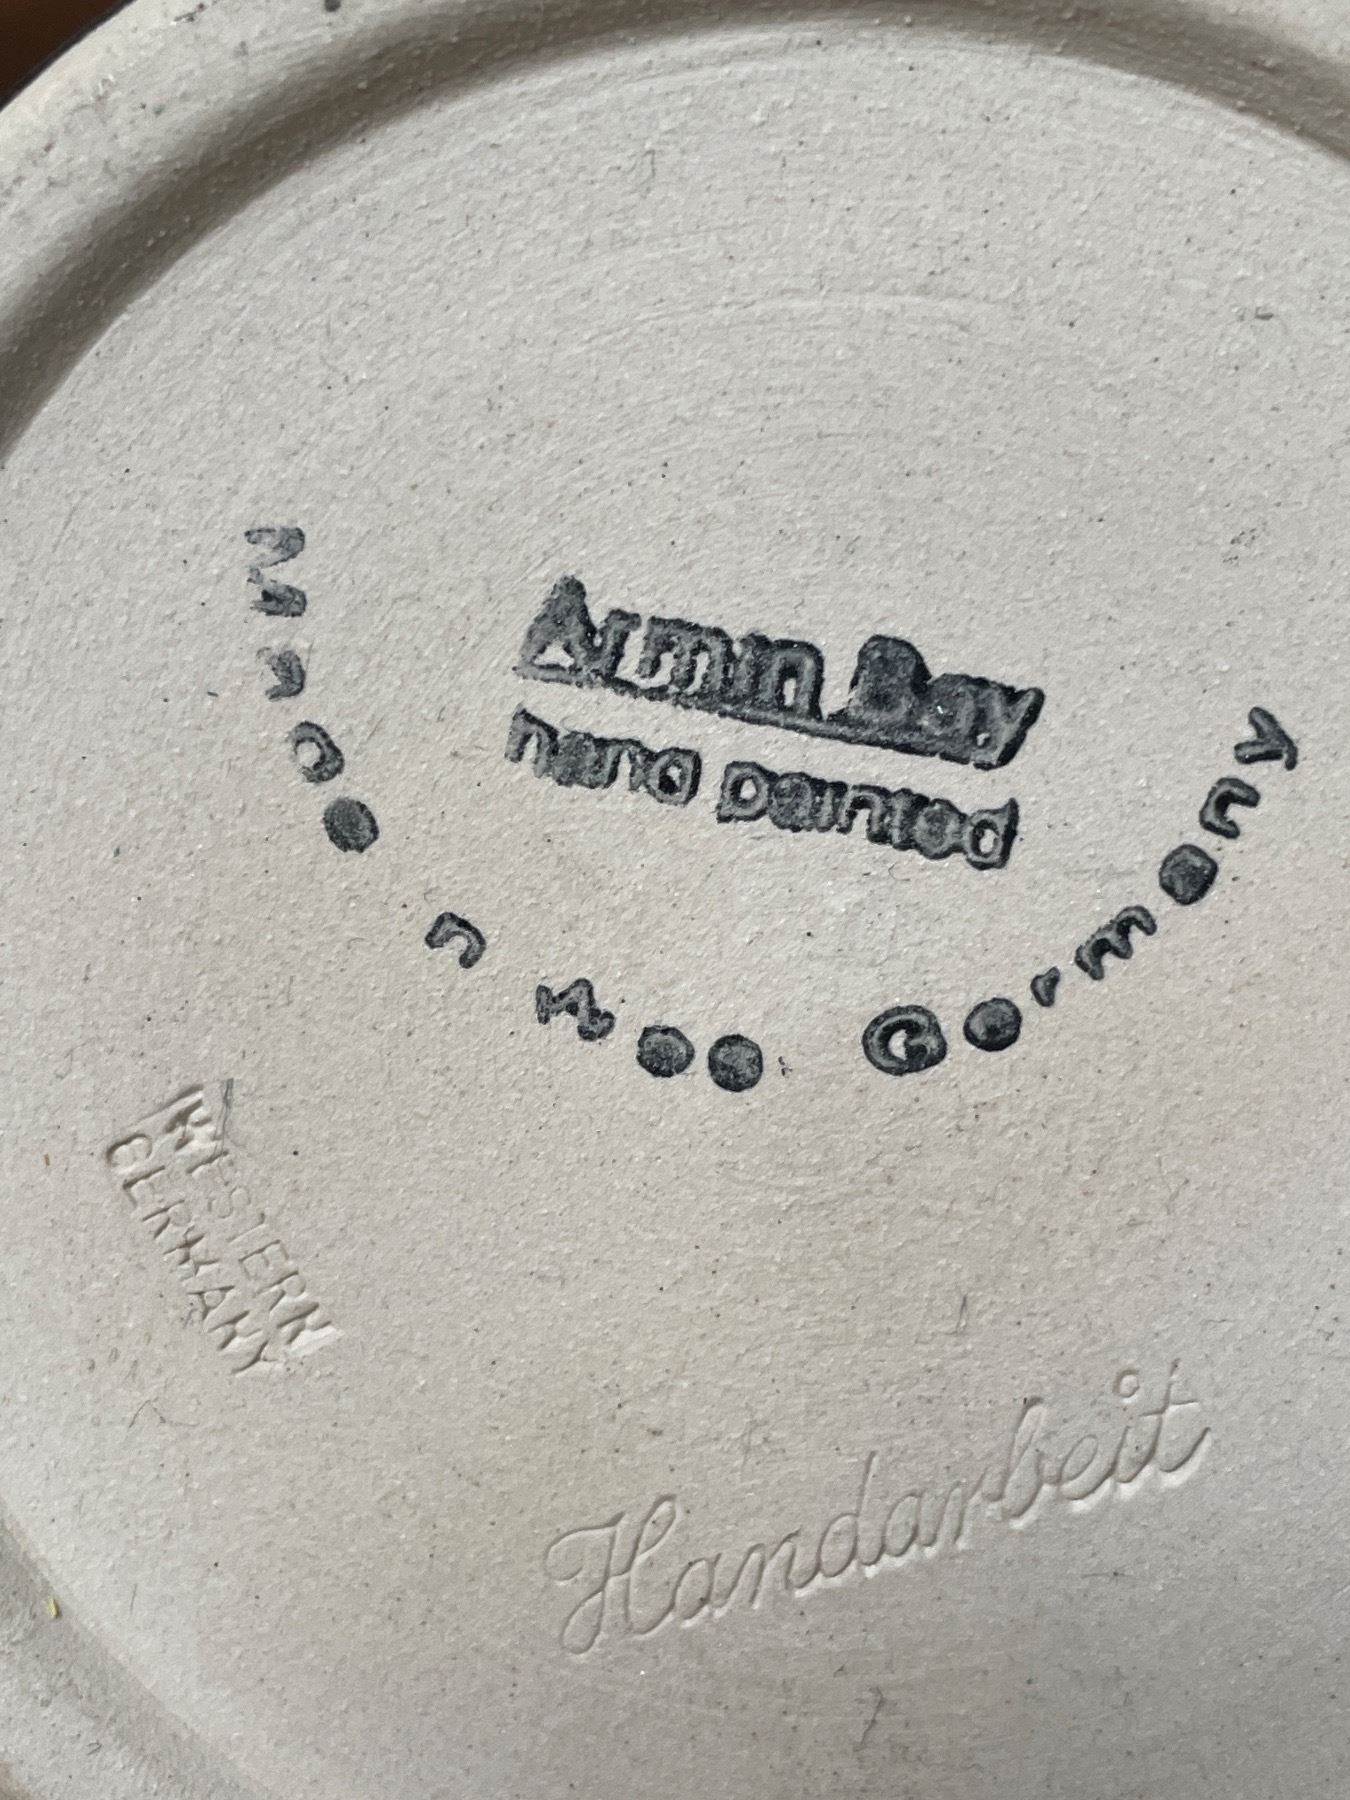 Armin Bay
hand painted
Made in W. Germany
WESTERN
GERMANY
Handarbeit